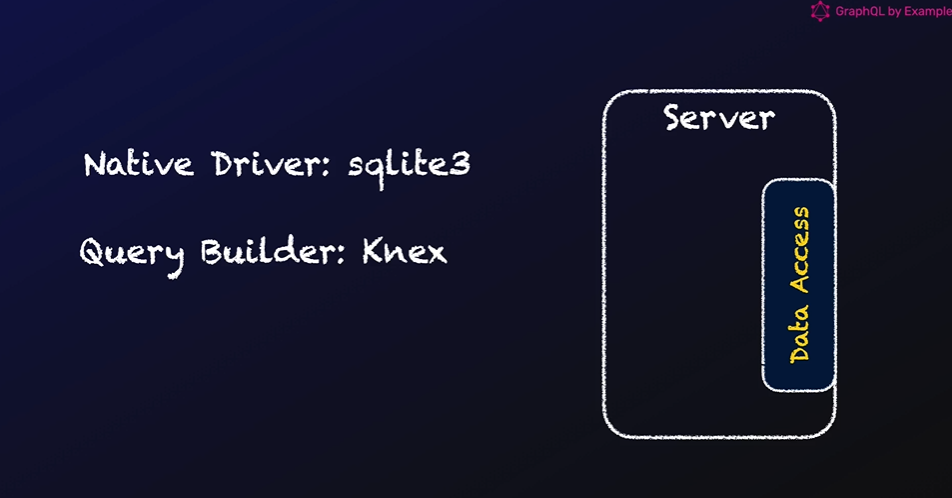 GraphQL by Example
Server
Native Driver: sqlite3
Query Builder: Knex
Data Access